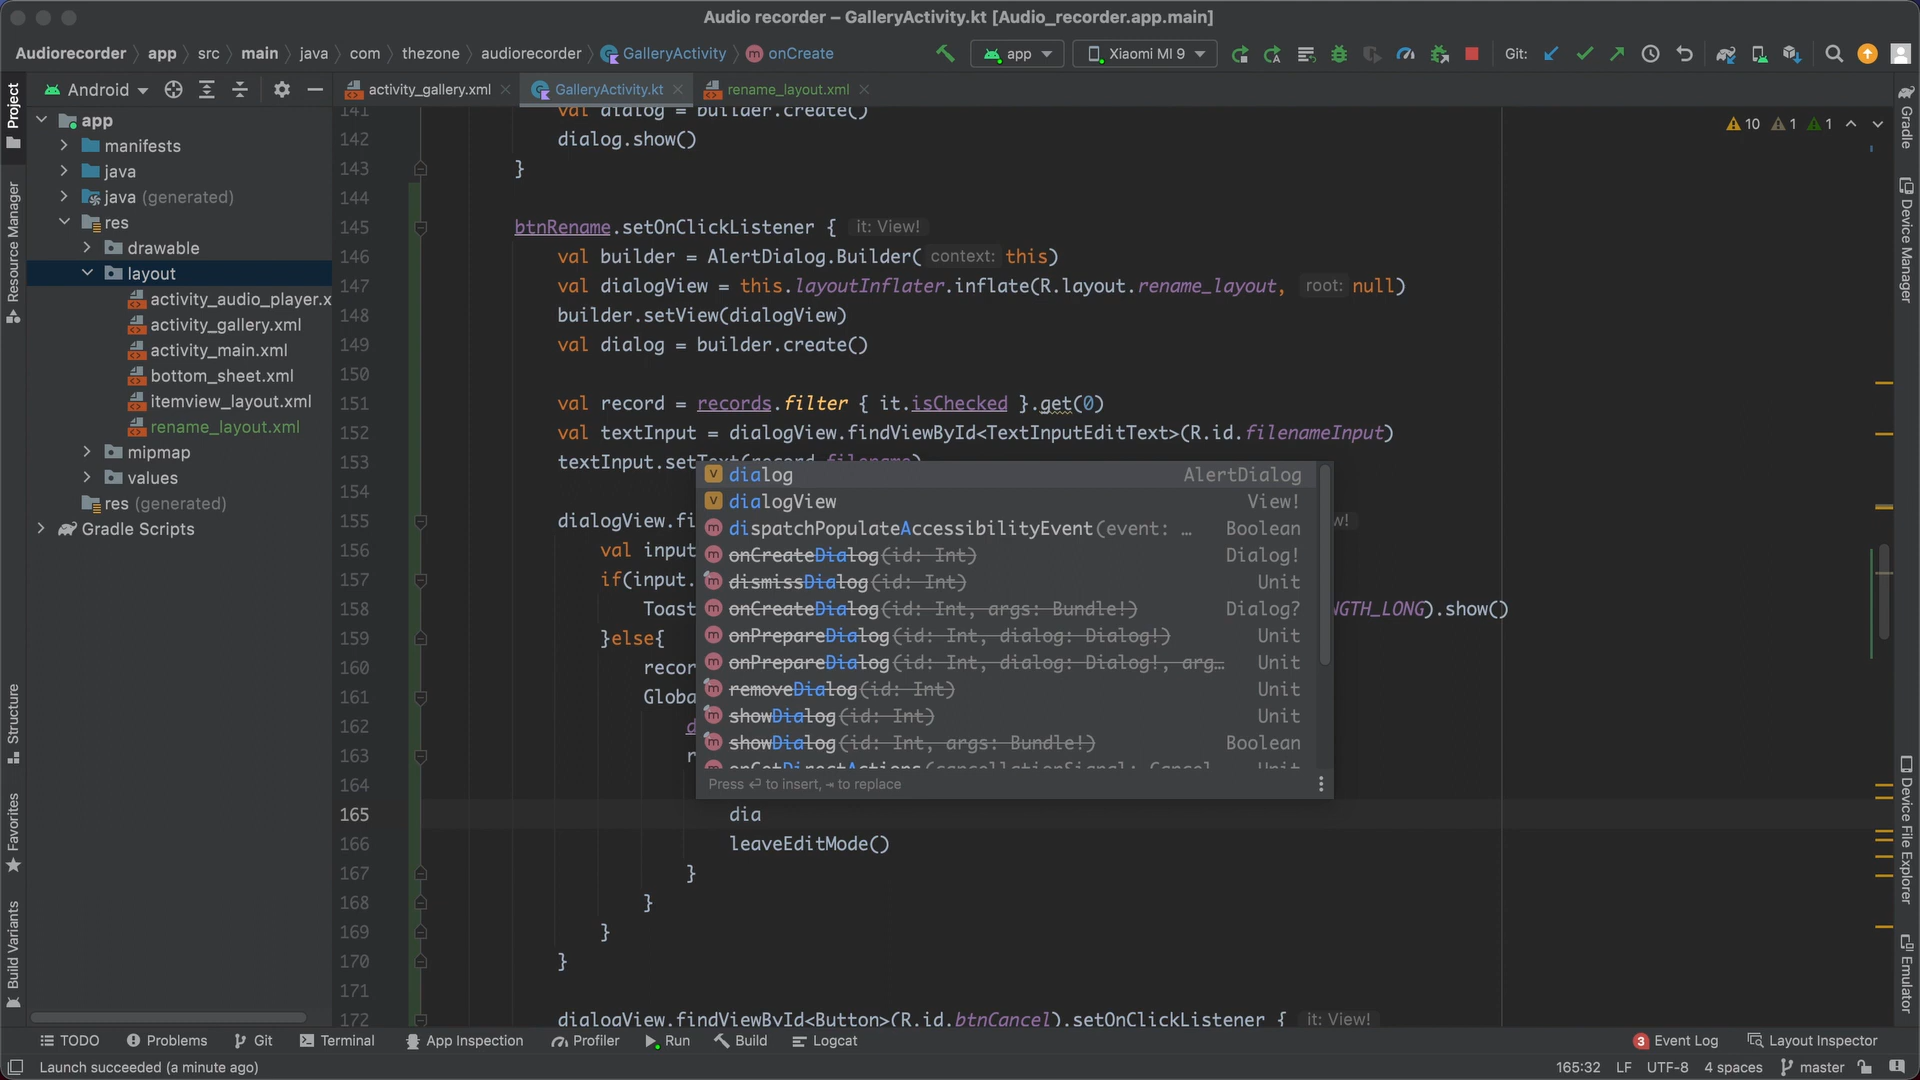 Audio recorder – GalleryActivity.kt [Audio_recorder.app.main]
Audiorecorder app src main java com thezone audiorecorder GalleryActivity onCreate
app
Xiaomi MI 9
Git:
Android
activity_gallery.xml
GalleryActivity.kt
rename_layout.xml
Project
Resource Manager
Structure
Favorites
Build Variants
app
manifests
java
java (generated)
res
drawable
layout
activity_audio_player.x
activity_gallery.xml
activity_main.xml
bottom_sheet.xml
itemview_layout.xml
rename_layout.xml
mipmap
values
res (generated)
Gradle Scripts
10 1 1
141 val dialog = builder.create()
142 dialog.show()
143 }
144
145 btnRename.setOnClickListener { it: View!
146 val builder = AlertDialog.Builder( context: this)
147 val dialogView = this.layoutInflater.inflate(R.layout.rename_layout, root: null)
148 builder.setView(dialogView)
149 val dialog = builder.create()
150
151 val record = records.filter { it.isChecked }.get(0)
152 val textInput = dialogView.findViewById<TextInputEditText>(R.id.filenameInput)
153 textInput.setText(record.filename)
154
155 dialogView.fi w!
156 val input
157 if(input.
158 Toast NGTH_LONG).show()
159 }else{
160 recor
161 Globa
162 d
163 r
164
165 dia
166 leaveEditMode()
167 }
168 }
169 }
170 }
171
172 dialogView.findViewById<Button>(R.id.btnCancel).setOnClickListener { it: View!
dialog AlertDialog
dialogView View!
dispatchPopulateAccessibilityEvent(event: … Boolean
onCreateDialog(id: Int) Dialog!
dismissDialog(id: Int) Unit
onCreateDialog(id: Int, args: Bundle!) Dialog?
onPrepareDialog(id: Int, dialog: Dialog!) Unit
onPrepareDialog(id: Int, dialog: Dialog!, arg… Unit
removeDialog(id: Int) Unit
showDialog(id: Int) Unit
showDialog(id: Int, args: Bundle!) Boolean
onGetDirectActions(cancellationSignal: Cancel Unit
Press ↩ to insert, ⇥ to replace
Gradle
Device Manager
Device File Explorer
Emulator
TODO Problems Git Terminal App Inspection Profiler Run Build Logcat
3 Event Log Layout Inspector
Launch succeeded (a minute ago)
165:32 LF UTF-8 4 spaces master